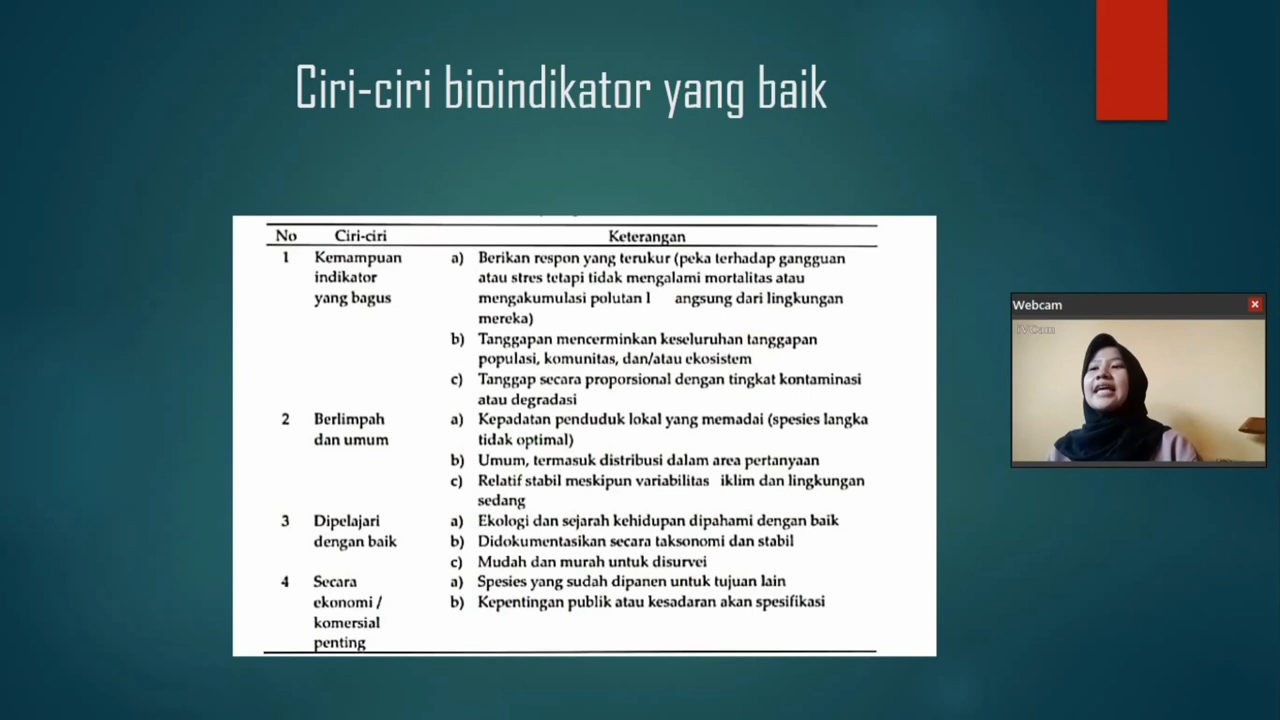 Ciri-ciri bioindikator yang baik
No Ciri-ciri Keterangan
1 Kemampuan a) Berikan respon yang terukur (peka terhadap gangguan
indikator atau stres tetapi tidak mengalami mortalitas atau
yang bagus mengakumulasi polutan l angsung dari lingkungan
mereka)
b) Tanggapan mencerminkan keseluruhan tanggapan
populasi, komunitas, dan/atau ekosistem
c) Tanggap secara proporsional dengan tingkat kontaminasi
atau degradasi
2 Berlimpah a) Kepadatan penduduk lokal yang memadai (spesies langka
dan umum tidak optimal)
b) Umum, termasuk distribusi dalam area pertanyaan
c) Relatif stabil meskipun variabilitas iklim dan lingkungan
sedang
3 Dipelajari a) Ekologi dan sejarah kehidupan dipahami dengan baik
dengan baik b) Didokumentasikan secara taksonomi dan stabil
c) Mudah dan murah untuk disurvei
4 Secara a) Spesies yang sudah dipanen untuk tujuan lain
ekonomi / b) Kepentingan publik atau kesadaran akan spesifikasi
komersial
penting
Webcam
iVCam